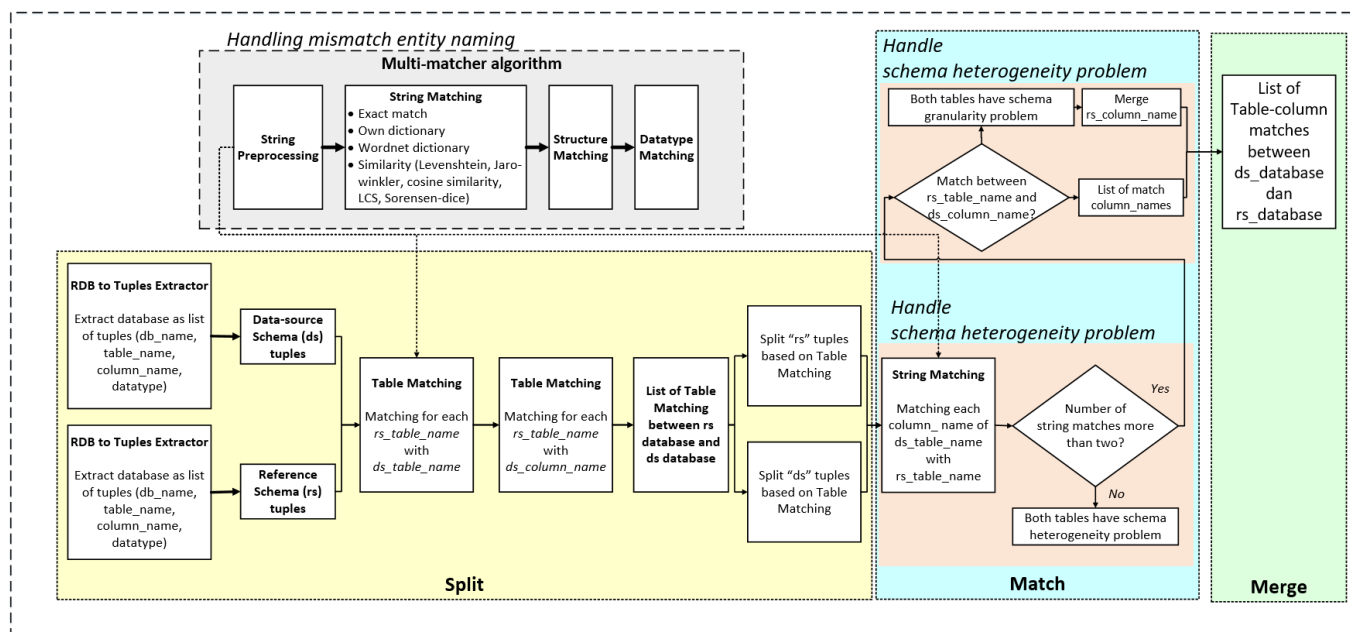 Handling mismatch entity naming
Multi-matcher algorithm
String
Preprocessing
String Matching
• Exact match
• Own dictionary
• Wordnet dictionary
• Similarity (Levenshtein, Jaro-
winkler, cosine similarity,
LCS, Sorensen-dice)
Structure
Matching
Datatype
Matching
Handle
schema heterogeneity problem
Both tables have schema
granularity problem
Merge
rs_column_name
Match between
rs_table_name and
ds_column_name?
List of match
column_names
List of
Table-column
matches
between
ds_database
dan
rs_database
RDB to Tuples Extractor
Extract database as list
of tuples (db_name,
table_name,
column_name,
datatype)
Data-source
Schema (ds)
tuples
RDB to Tuples Extractor
Extract database as list
of tuples (db_name,
table_name,
column_name,
datatype)
Reference
Schema (rs)
tuples
Table Matching
Matching for each
rs_table_name
with
ds_table_name
Table Matching
Matching for each
rs_table_name
with
ds_column_name
List of Table
Matching
between rs
database and
ds database
Split “rs” tuples
based on Table
Matching
Split “ds” tuples
based on Table
Matching
Handle
schema heterogeneity problem
String Matching
Matching each
column_ name of
ds_table_name
with
rs_table_name
Number of
string matches more
than two?
Yes
No
Both tables have schema
heterogeneity problem
Split
Match
Merge